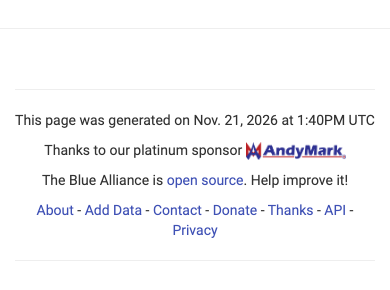 This page was generated on Nov. 21, 2026 at 1:40PM UTC
Thanks to our platinum sponsor AndyMark
The Blue Alliance is open source. Help improve it!
About - Add Data - Contact - Donate - Thanks - API -
Privacy